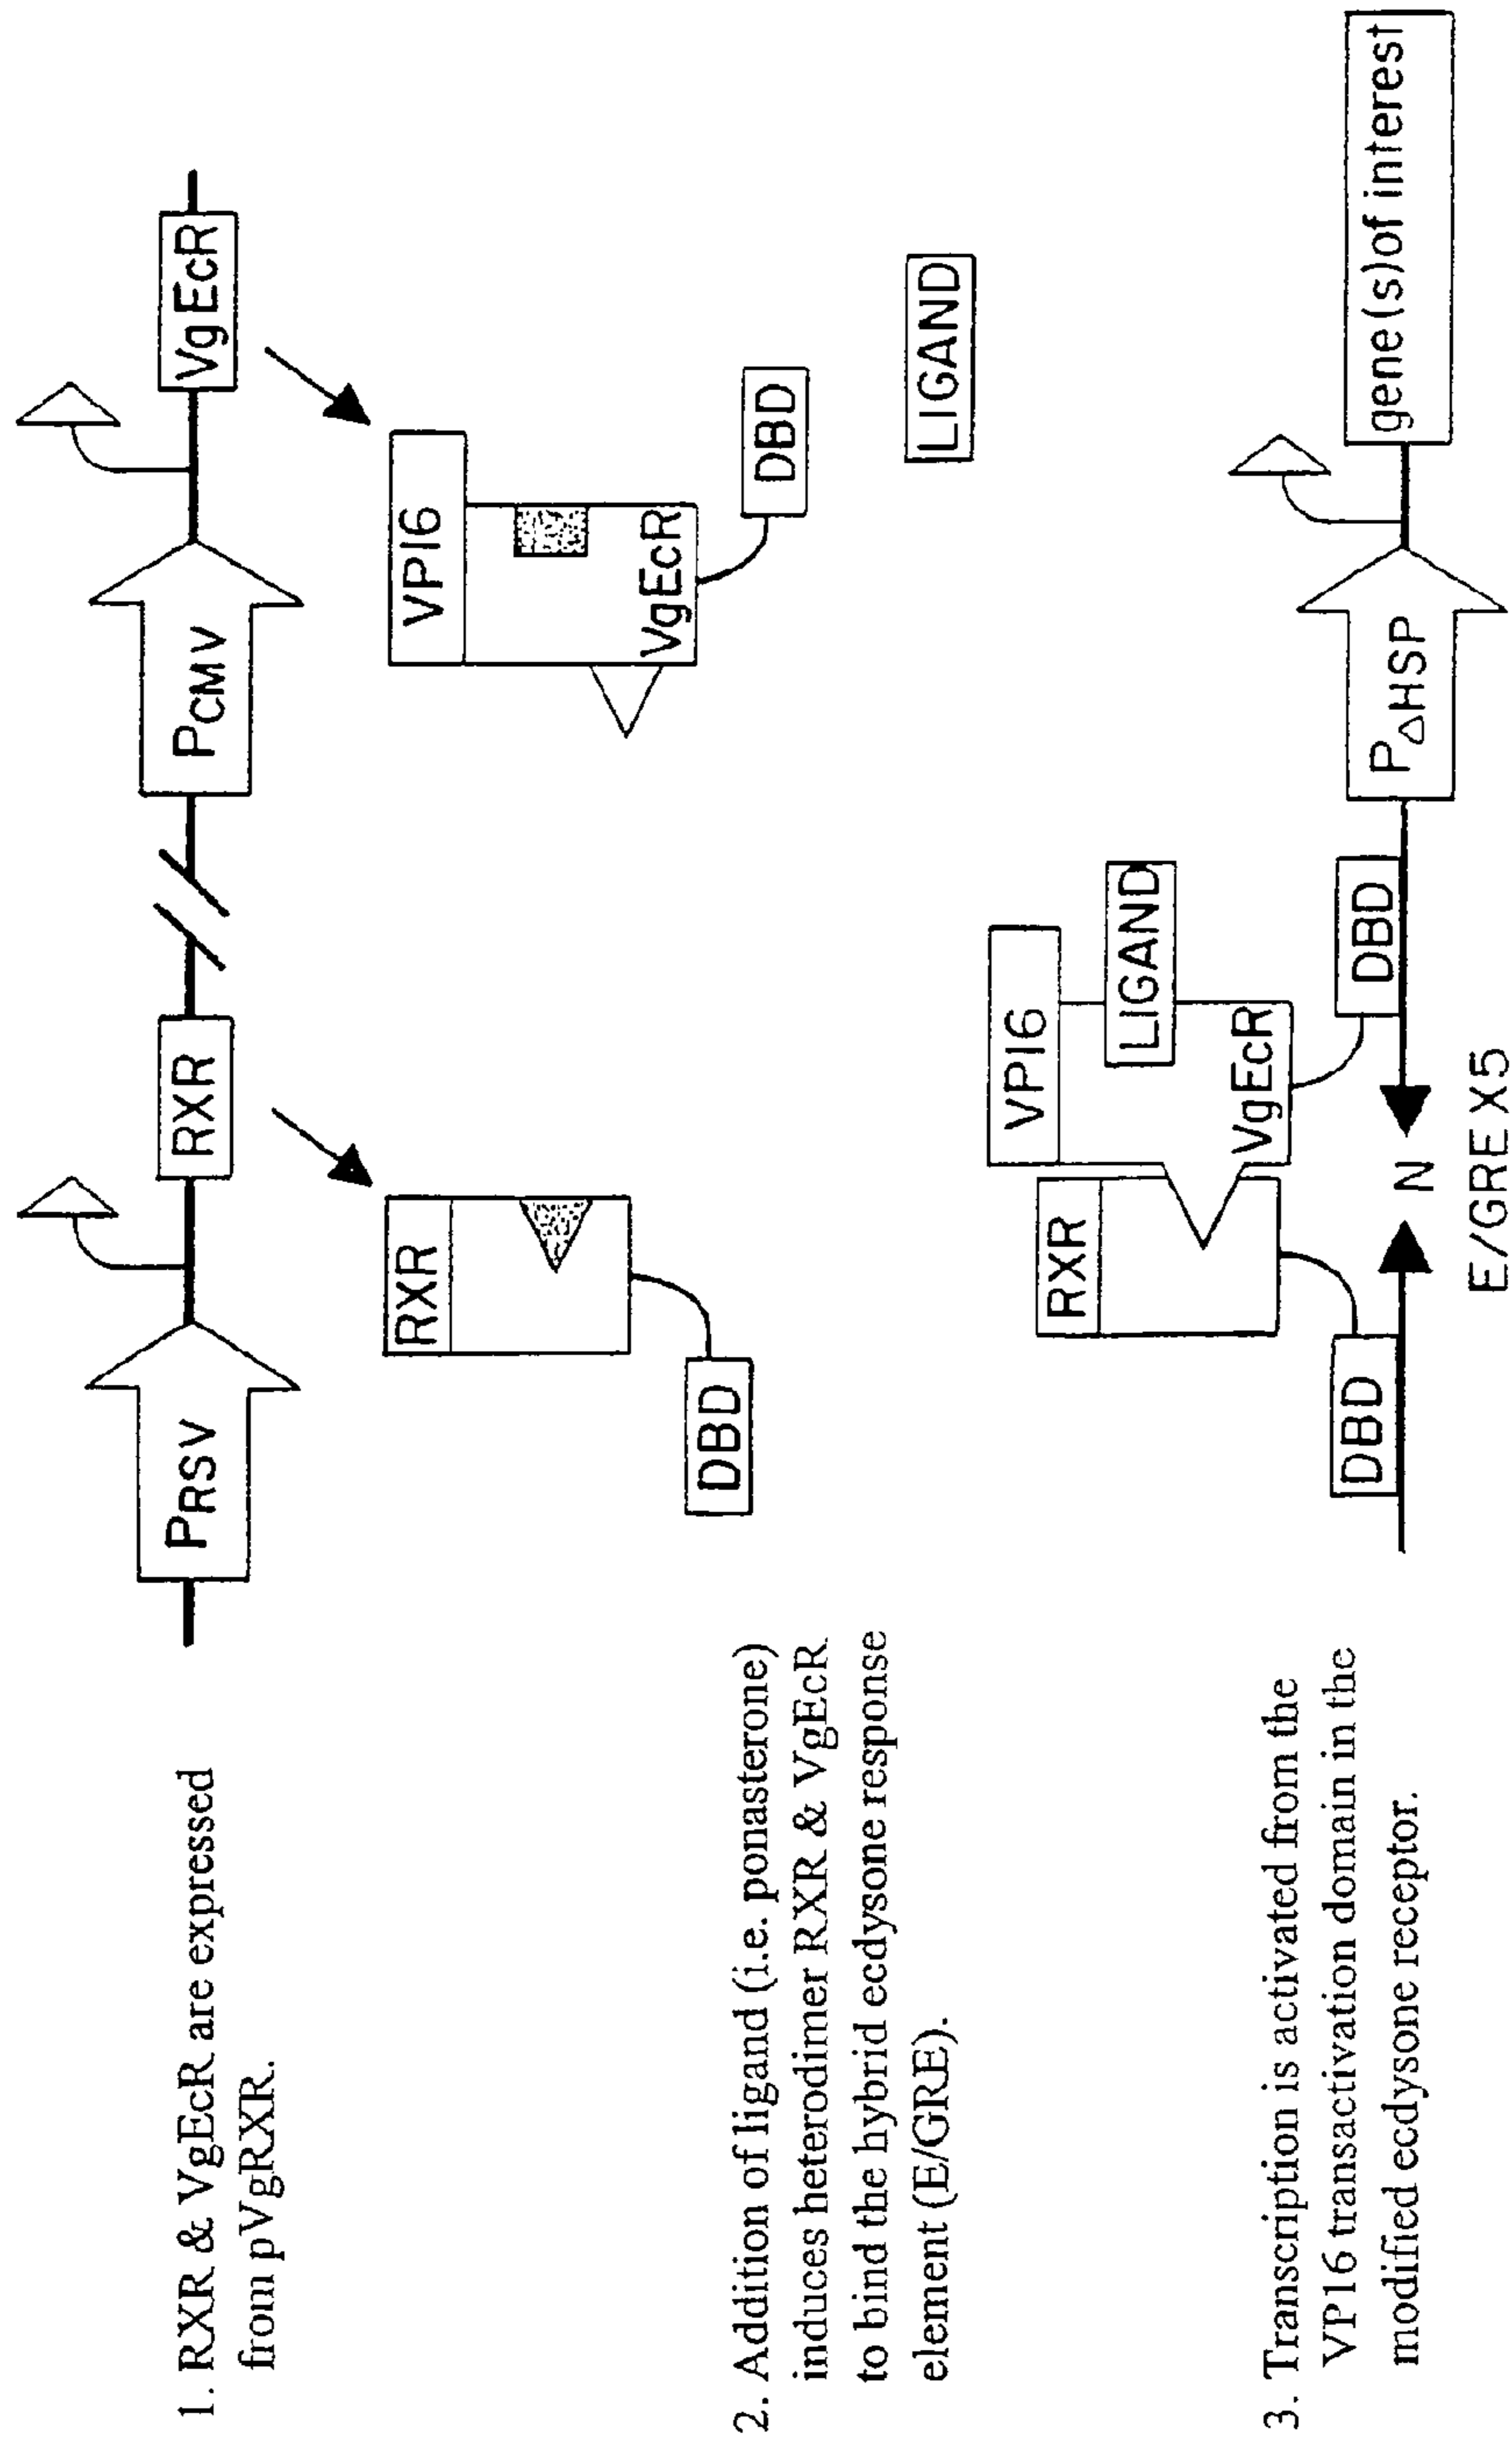 1. RXR & VgEcR are expressed
from pVgRXR.
PRSV
RXR
PCMV
VgEcR
RXR
DBD
VP16
VgEcR
DBD
LIGAND
2. Addition of ligand (i.e. ponasterone)
induces heterodimer RXR & VgEcR
to bind the hybrid ecdysone response
element (E/GRE).
3. Transcription is activated from the
VP16 transactivation domain in the
modified ecdysone receptor.
RXR
DBD
VP16
LIGAND
VgEcR
DBD
N
E/GRE X5
P△HSP
gene(s) of interest